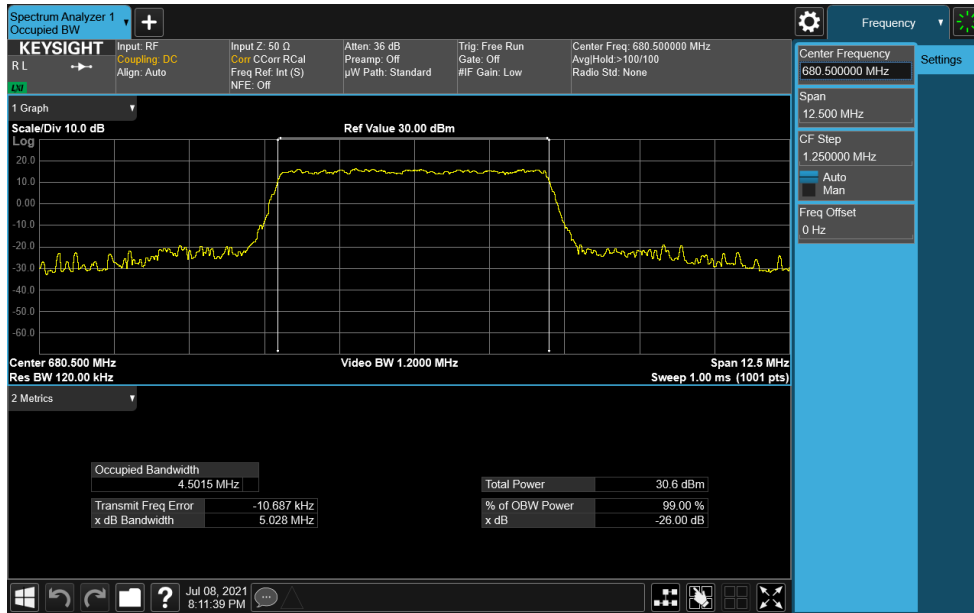 Spectrum Analyzer 1
Occupied BW
+
Frequency
KEYSIGHT
R L
LXI
Input: RF
Coupling: DC
Align: Auto
Input Z: 50 Ω
Corr CCorr RCal
Freq Ref: Int (S)
NFE: Off
Atten: 36 dB
Preamp: Off
µW Path: Standard
Trig: Free Run
Gate: Off
#IF Gain: Low
Center Freq: 680.500000 MHz
Avg|Hold:>100/100
Radio Std: None
Center Frequency
680.500000 MHz
Settings
Span
12.500 MHz
CF Step
1.250000 MHz
Auto
Man
Freq Offset
0 Hz
1 Graph
Scale/Div 10.0 dB
Ref Value 30.00 dBm
Log
20.0
10.0
0.00
-10.0
-20.0
-30.0
-40.0
-50.0
-60.0
Center 680.500 MHz
Video BW 1.2000 MHz
Span 12.5 MHz
Res BW 120.00 kHz
Sweep 1.00 ms (1001 pts)
2 Metrics
Occupied Bandwidth
4.5015 MHz
Total Power 30.6 dBm
Transmit Freq Error -10.687 kHz
% of OBW Power 99.00 %
x dB Bandwidth 5.028 MHz
x dB -26.00 dB
?
Jul 08, 2021
8:11:39 PM